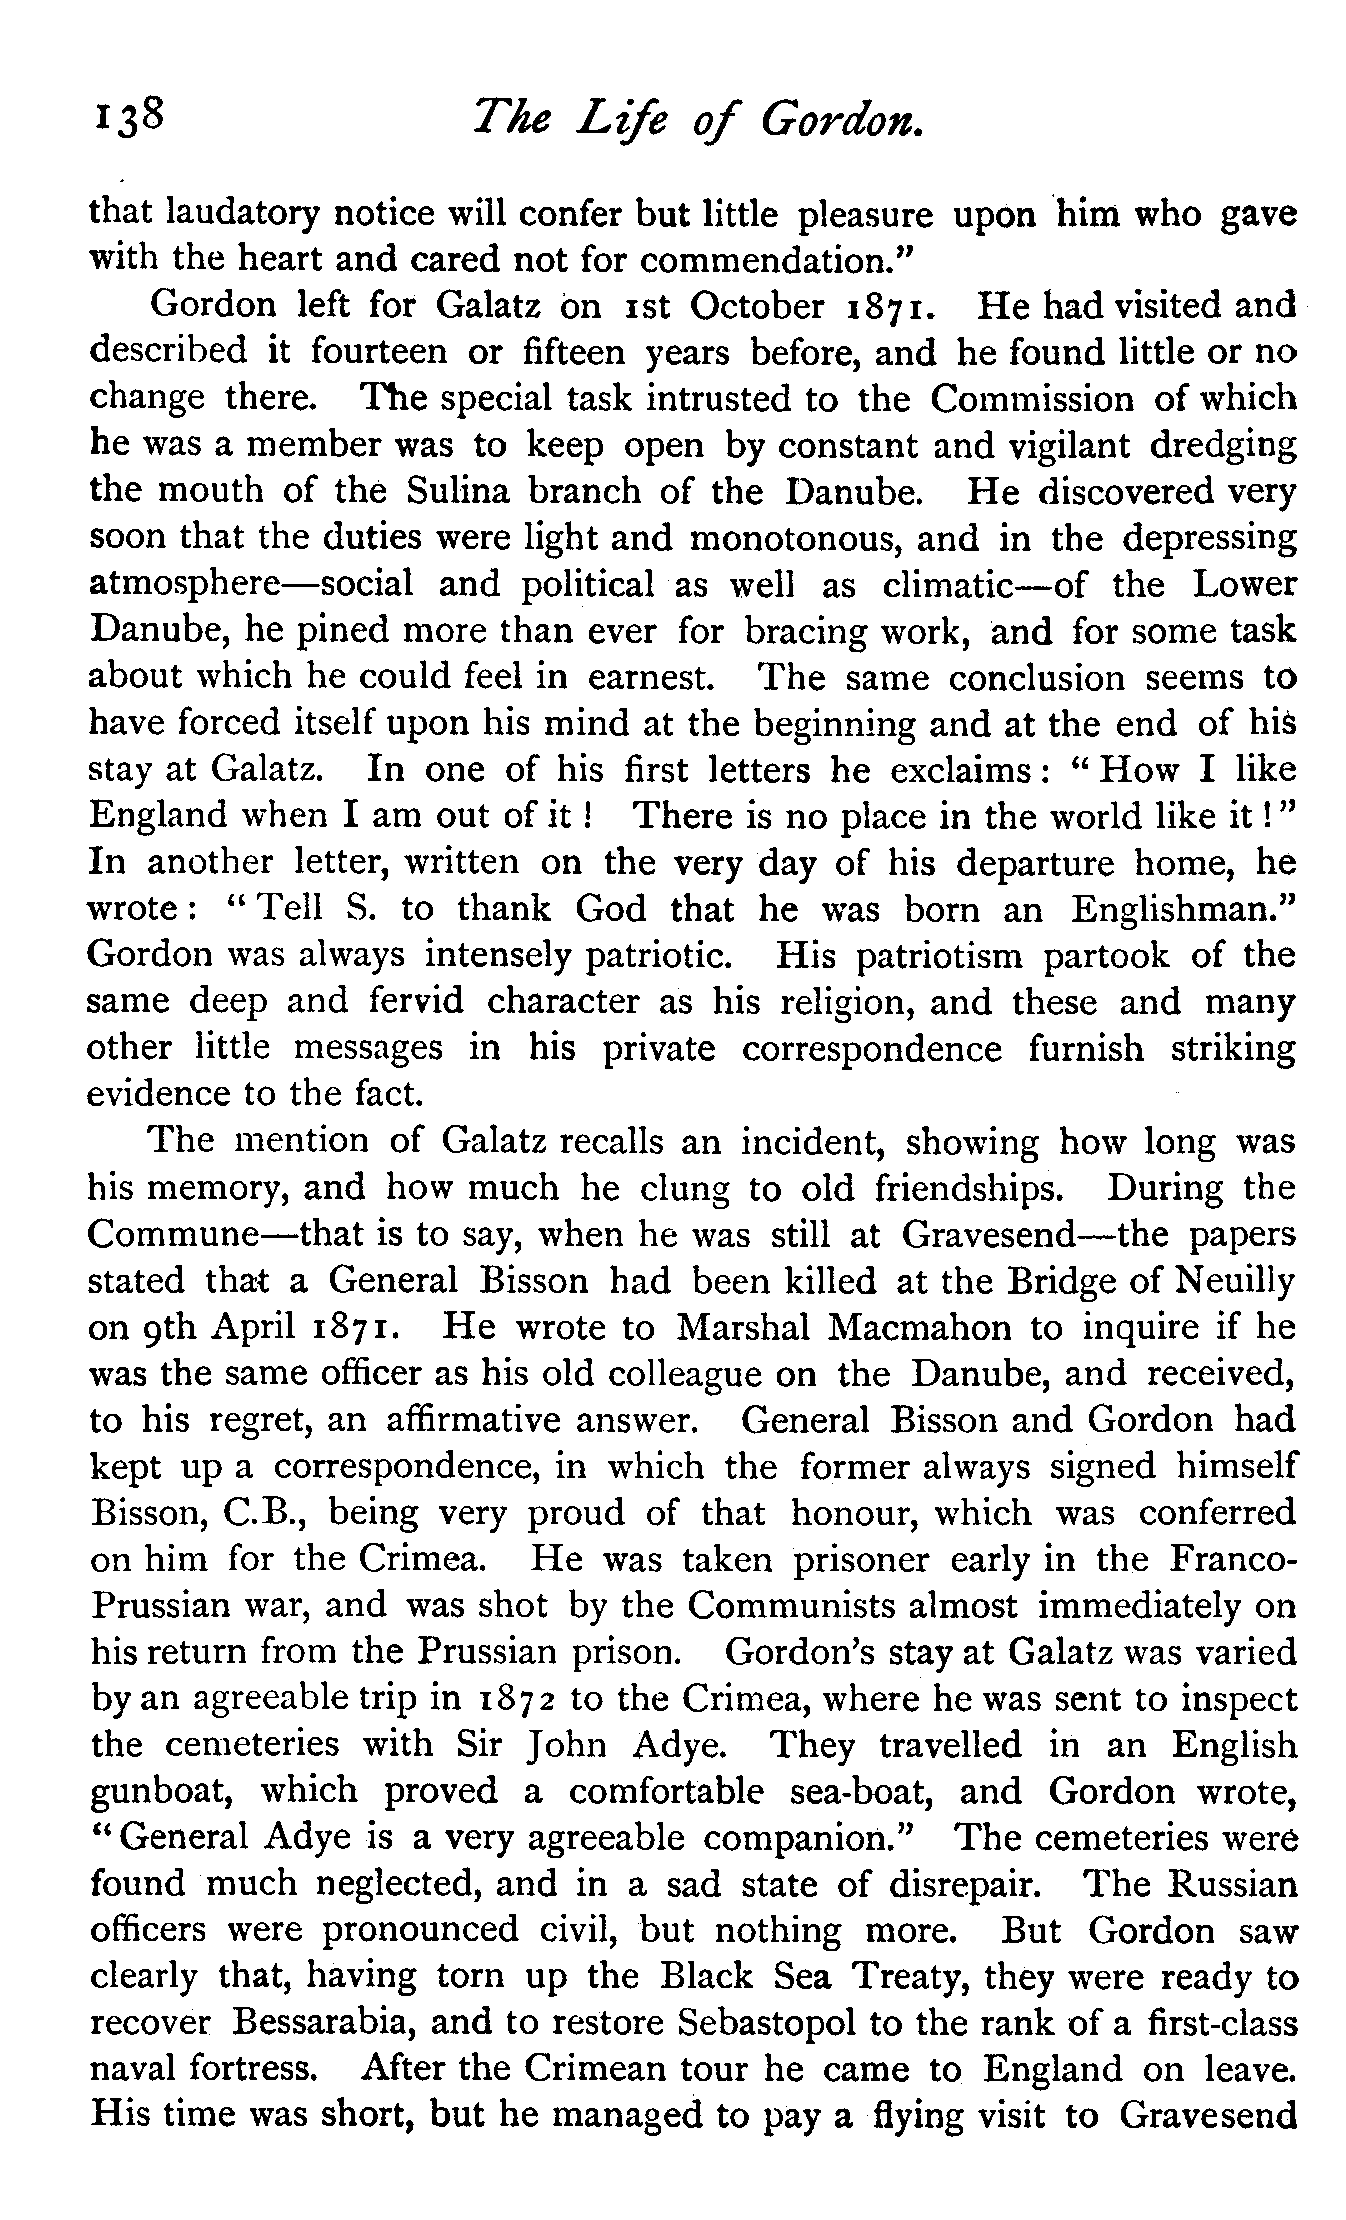 138 The Life of Gordon.
that laudatory notice will confer but little pleasure upon him who gave
with the heart and cared not for commendation."
Gordon left for Galatz on 1st October 1871. He had visited and
described it fourteen or fifteen years before, and he found little or no
change there. The special task intrusted to the Commission of which
he was a member was to keep open by constant and vigilant dredging
the mouth of the Sulina branch of the Danube. He discovered very
soon that the duties were light and monotonous, and in the depressing
atmosphere—social and political as well as climatic—of the Lower
Danube, he pined more than ever for bracing work, and for some task
about which he could feel in earnest. The same conclusion seems to
have forced itself upon his mind at the beginning and at the end of his
stay at Galatz. In one of his first letters he exclaims: "How I like
England when I am out of it! There is no place in the world like it!"
In another letter, written on the very day of his departure home, he
wrote: "Tell S. to thank God that he was born an Englishman."
Gordon was always intensely patriotic. His patriotism partook of the
same deep and fervid character as his religion, and these and many
other little messages in his private correspondence furnish striking
evidence to the fact.
The mention of Galatz recalls an incident, showing how long was
his memory, and how much he clung to old friendships. During the
Commune—that is to say, when he was still at Gravesend—the papers
stated that a General Bisson had been killed at the Bridge of Neuilly
on 9th April 1871. He wrote to Marshal Macmahon to inquire if he
was the same officer as his old colleague on the Danube, and received,
to his regret, an affirmative answer. General Bisson and Gordon had
kept up a correspondence, in which the former always signed himself
Bisson, C.B., being very proud of that honour, which was conferred
on him for the Crimea. He was taken prisoner early in the Franco-
Prussian war, and was shot by the Communists almost immediately on
his return from the Prussian prison. Gordon's stay at Galatz was varied
by an agreeable trip in 1872 to the Crimea, where he was sent to inspect
the cemeteries with Sir John Adye. They travelled in an English
gunboat, which proved a comfortable sea-boat, and Gordon wrote,
"General Adye is a very agreeable companion." The cemeteries were
found much neglected, and in a sad state of disrepair. The Russian
officers were pronounced civil, but nothing more. But Gordon saw
clearly that, having torn up the Black Sea Treaty, they were ready to
recover Bessarabia, and to restore Sebastopol to the rank of a first-class
naval fortress. After the Crimean tour he came to England on leave.
His time was short, but he managed to pay a flying visit to Gravesend